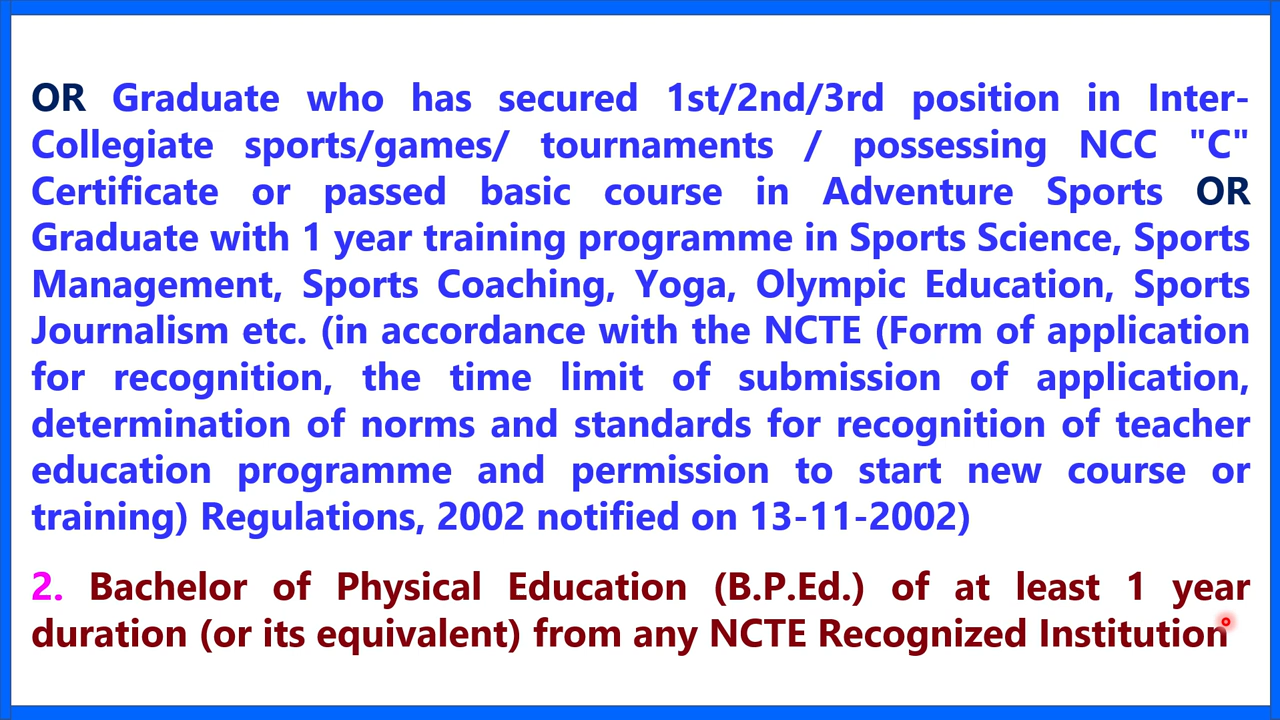 OR Graduate who has secured 1st/2nd/3rd position in Inter-
Collegiate sports/games/ tournaments / possessing NCC "C"
Certificate or passed basic course in Adventure Sports OR
Graduate with 1 year training programme in Sports Science, Sports
Management, Sports Coaching, Yoga, Olympic Education, Sports
Journalism etc. (in accordance with the NCTE (Form of application
for recognition, the time limit of submission of application,
determination of norms and standards for recognition of teacher
education programme and permission to start new course or
training) Regulations, 2002 notified on 13-11-2002)
2. Bachelor of Physical Education (B.P.Ed.) of at least 1 year
duration (or its equivalent) from any NCTE Recognized Institution